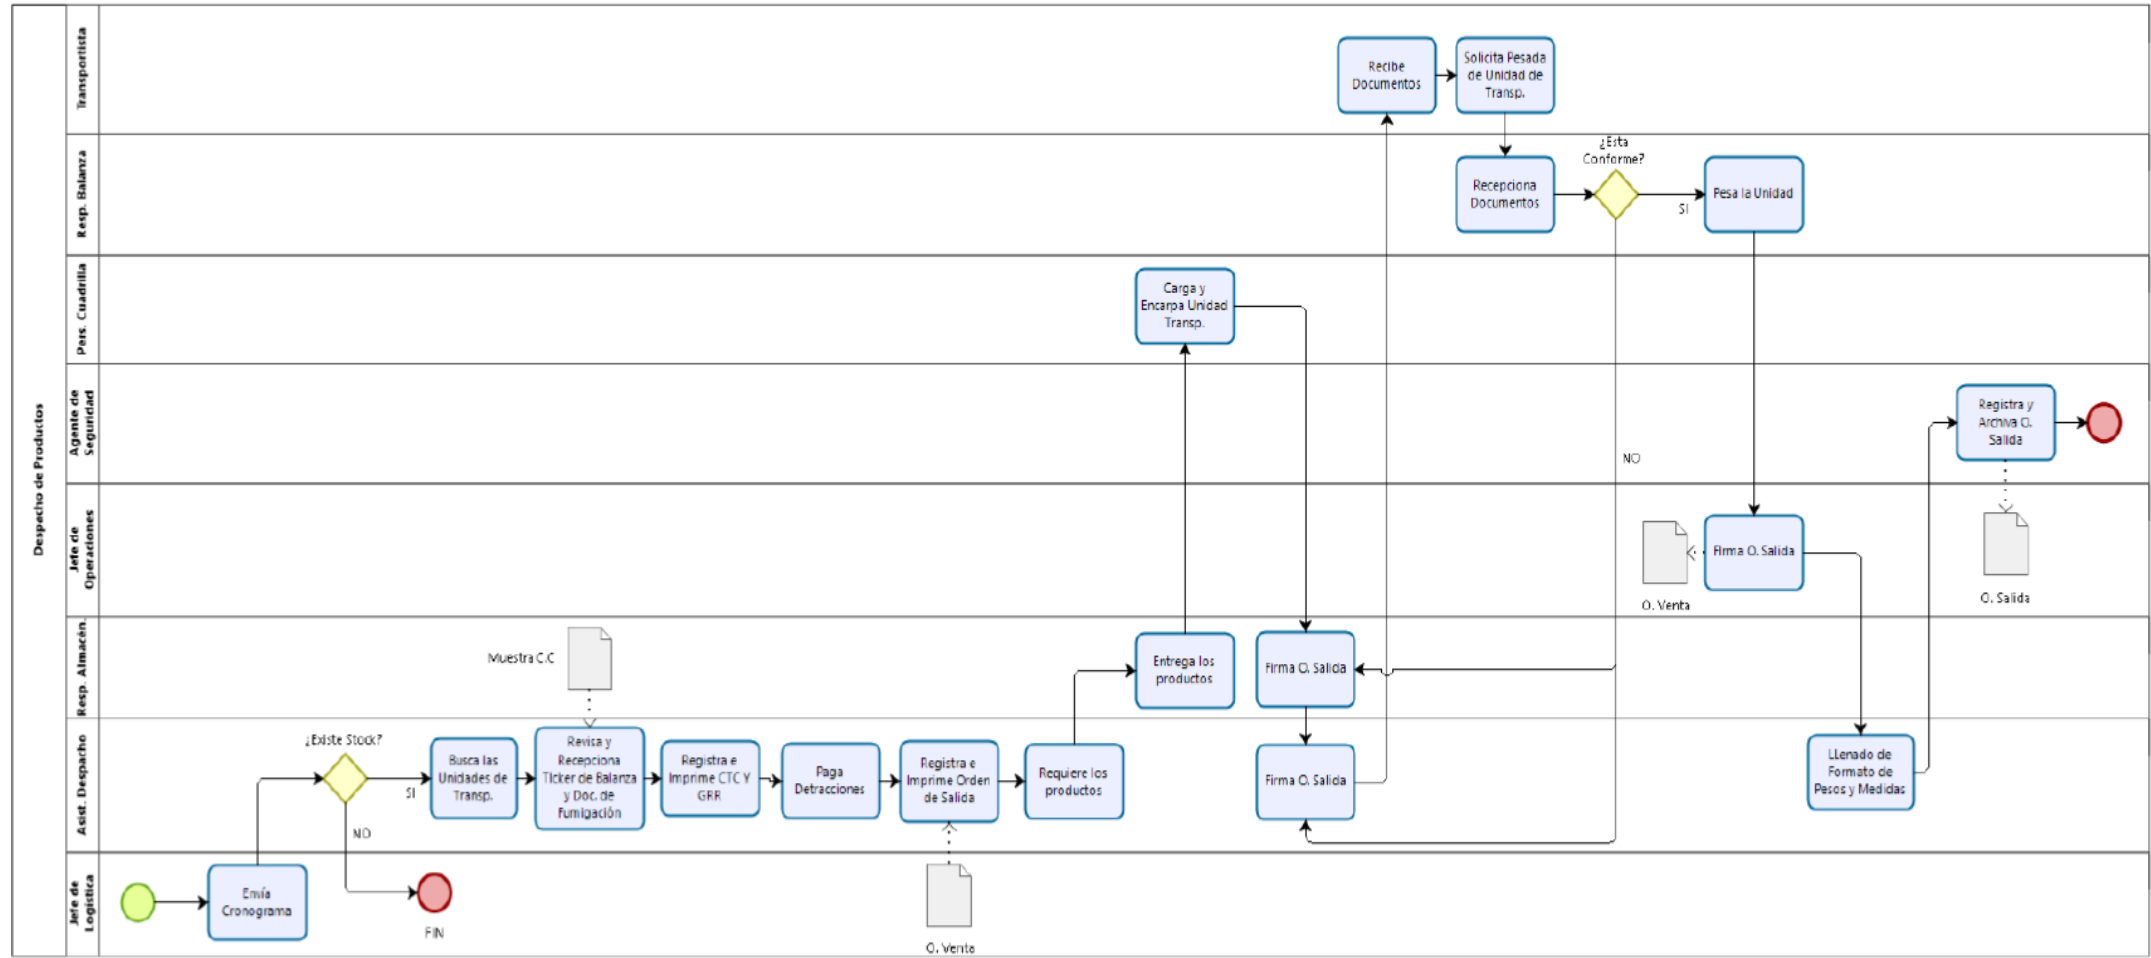 Despacho de Productos
Transportista
Recibe
Documentos
Solicita Pesada
de Unidad de
Transp.
Resp. Balanza
Recepciona
Documentos
¿Esta
Conforme?
SI
Pesa la Unidad
NO
Pers. Cuadrilla
Carga y
Encarpa Unidad
Transp.
Agente de
Seguridad
Registra y
Archiva O.
Salida
Jefe de
Operaciones
O. Venta
Firma O. Salida
O. Salida
Resp. Almacén.
Muestra C.C
Entrega los
productos
Firma O. Salida
Asist. Despacho
¿Existe Stock?
SI
NO
Busca las
Unidades de
Transp.
Revisa y
Recepciona
Ticker de Balanza
y Doc. de
Fumigación
Registra e
Imprime CTC Y
GRR
Paga
Detracciones
Registra e
Imprime Orden
de Salida
Requiere los
productos
Firma O. Salida
LLenado de
Formato de
Pesos y Medidas
Jefe de
Logística
Envía
Cronograma
FIN
O. Venta